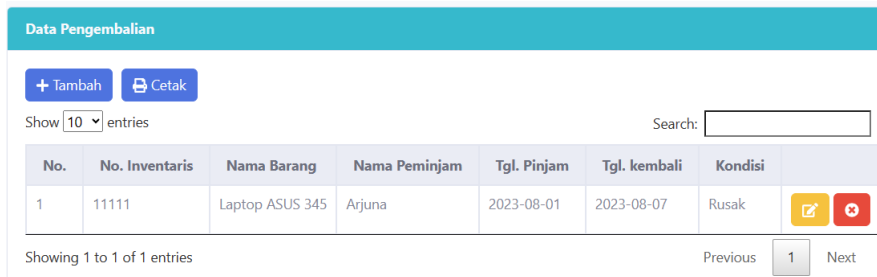 Data Pengembalian
Tambah Cetak
Show 10 entries Search:
No. No. Inventaris Nama Barang Nama Peminjam Tgl. Pinjam Tgl. kembali Kondisi
1 11111 Laptop ASUS 345 Arjuna 2023-08-01 2023-08-07 Rusak
Showing 1 to 1 of 1 entries Previous 1 Next